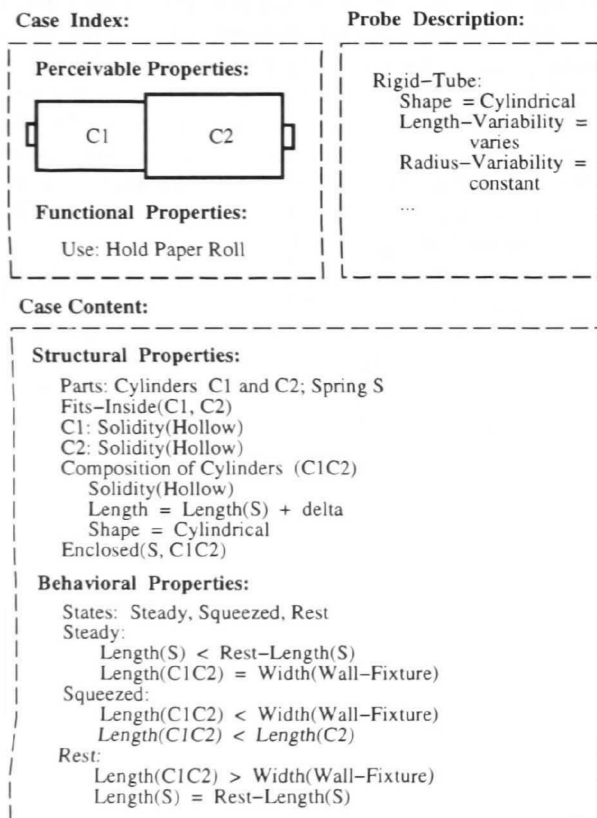 Case Index:
Perceivable Properties:
C1
C2
Functional Properties:
Use: Hold Paper Roll
Probe Description:
Rigid-Tube:
Shape = Cylindrical
Length-Variability =
varies
Radius-Variability =
constant
...
Case Content:
Structural Properties:
Parts: Cylinders C1 and C2; Spring S
Fits-Inside(C1, C2)
C1: Solidity(Hollow)
C2: Solidity(Hollow)
Composition of Cylinders (C1C2)
Solidity(Hollow)
Length = Length(S) + delta
Shape = Cylindrical
Enclosed(S, C1C2)
Behavioral Properties:
States: Steady, Squeezed, Rest
Steady:
Length(S) < Rest-Length(S)
Length(C1C2) = Width(Wall-Fixture)
Squeezed:
Length(C1C2) < Width(Wall-Fixture)
Length(C1C2) < Length(C2)
Rest:
Length(C1C2) > Width(Wall-Fixture)
Length(S) = Rest-Length(S)